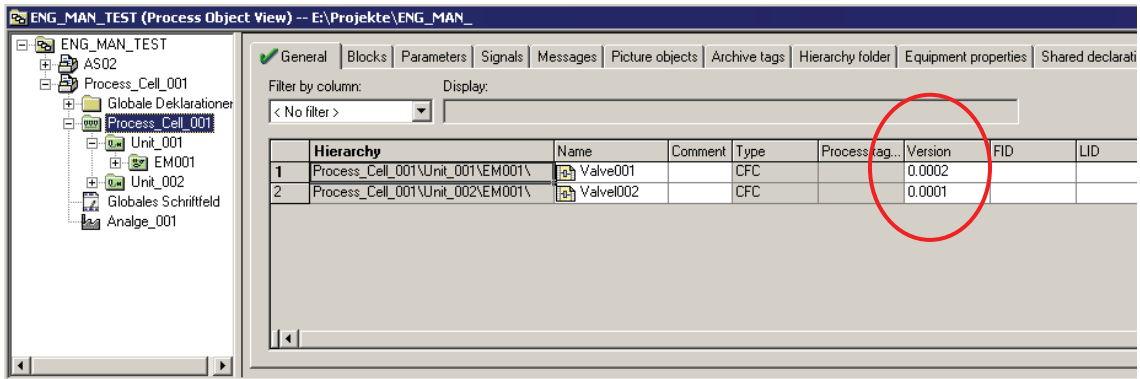 ENG_MAN_TEST (Process Object View) -- E:\Projekte\ENG_MAN_
ENG_MAN_TEST
AS02
Process_Cell_001
Globale Deklarationer
Process_Cell_001
Unit_001
EM001
Unit_002
Globales Schriftfeld
Analge_001
General Blocks Parameters Signals Messages Picture objects Archive tags Hierarchy folder Equipment properties Shared declarati
Filter by column: Display:
< No filter >
Hierarchy Name Comment Type Process tag... Version FID LID
1 Process_Cell_001\Unit_001\EM001\ Valve001 CFC 0.0002
2 Process_Cell_001\Unit_002\EM001\ Valvel002 CFC 0.0001